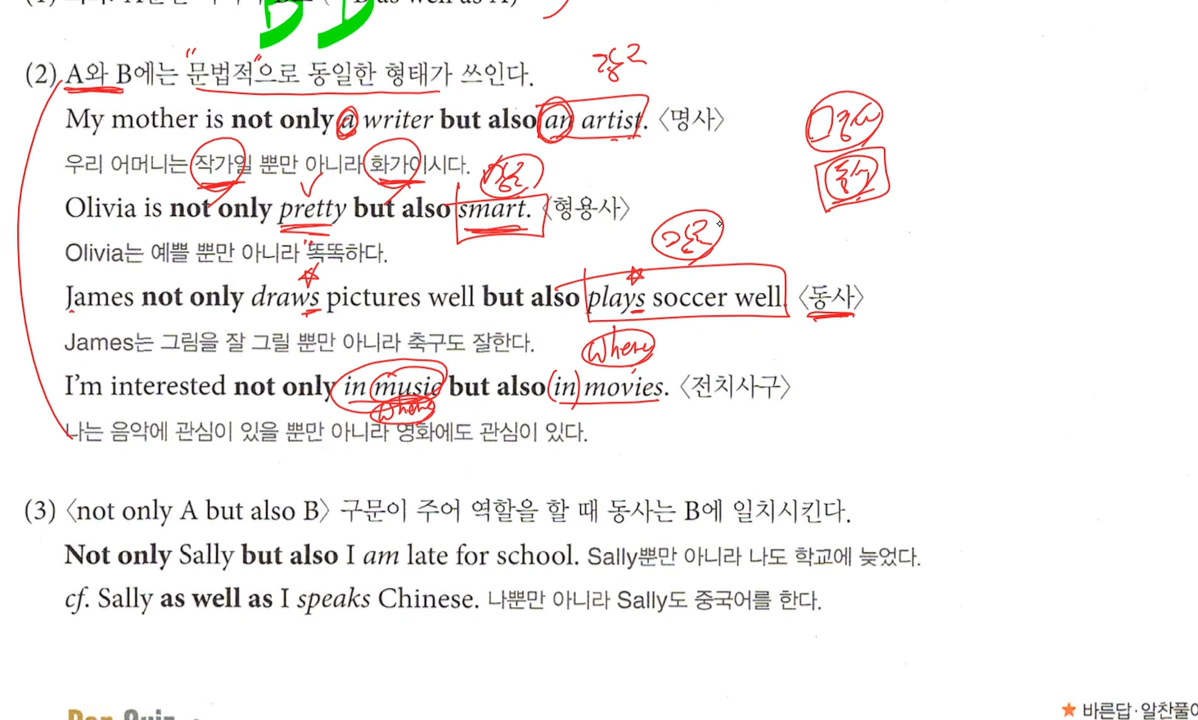 (2) A와 B에는 "문법적"으로 동일한 형태가 쓰인다. 강조
My mother is not only a writer but also an artist. 〈명사〉
우리 어머니는 작가일 뿐만 아니라 화가이시다.
Olivia is not only pretty but also smart. 〈형용사〉
Olivia는 예쁠 뿐만 아니라 똑똑하다.
James not only draws pictures well but also plays soccer well. 〈동사〉
James는 그림을 잘 그릴 뿐만 아니라 축구도 잘한다. where
I'm interested not only in music but also (in) movies. 〈전치사구〉
where
나는 음악에 관심이 있을 뿐만 아니라 영화에도 관심이 있다.
(3) 〈not only A but also B〉 구문이 주어 역할을 할 때 동사는 B에 일치시킨다.
Not only Sally but also I am late for school. Sally뿐만 아니라 나도 학교에 늦었다.
cf. Sally as well as I speaks Chinese. 나뿐만 아니라 Sally도 중국어를 한다.
★ 바른답·알찬풀이